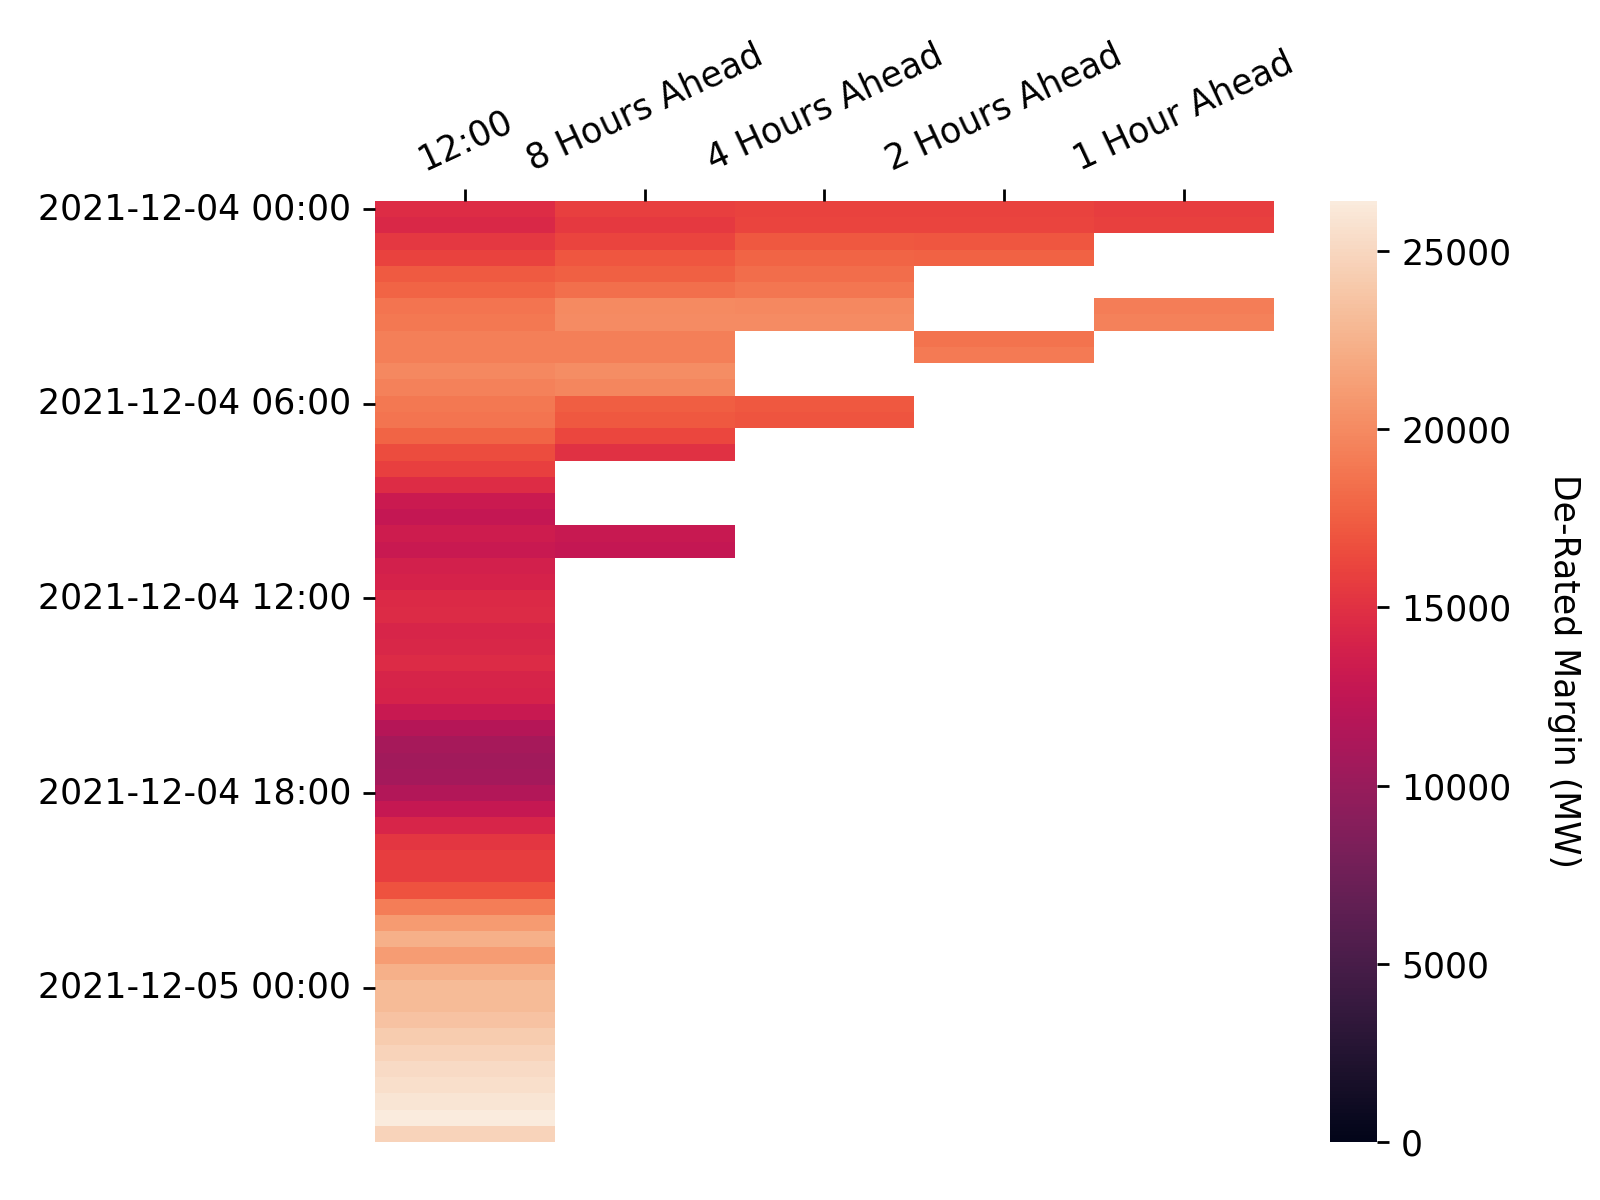 12:00
8 Hours Ahead
4 Hours Ahead
2 Hours Ahead
1 Hour Ahead
2021-12-04 00:00
2021-12-04 06:00
2021-12-04 12:00
2021-12-04 18:00
2021-12-05 00:00
25000
20000
15000
10000
5000
0
De-Rated Margin (MW)